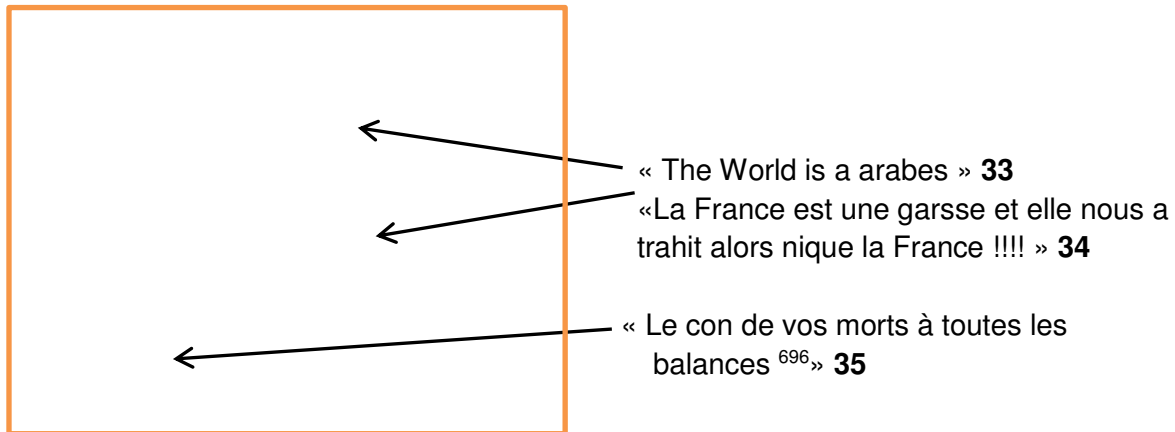 « The World is a arabes » 33
«La France est une garsse et elle nous a
trahit alors nique la France !!!! » 34
« Le con de vos morts à toutes les
balances 696» 35